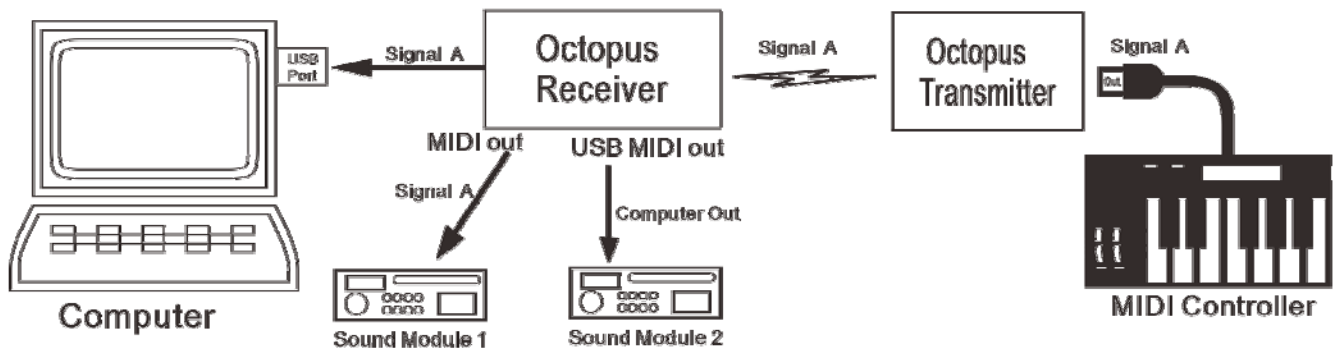 USB
Port
Signal A
Octopus
Receiver
Signal A
Octopus
Transmitter
Signal A
Out
MIDI out
USB MIDI out
Signal A
Computer Out
Computer
Sound Module 1
Sound Module 2
MIDI Controller